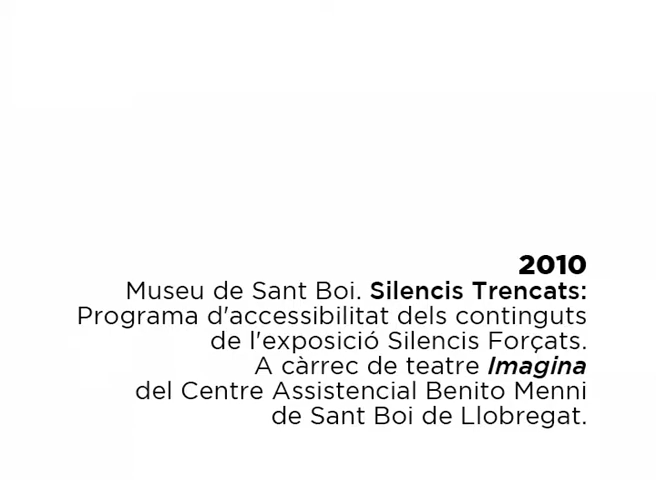 2010
Museu de Sant Boi. Silencis Trencats:
Programa d'accessibilitat dels continguts
de l'exposició Silencis Forçats.
A càrrec de teatre Imagina
del Centre Assistencial Benito Menni
de Sant Boi de Llobregat.